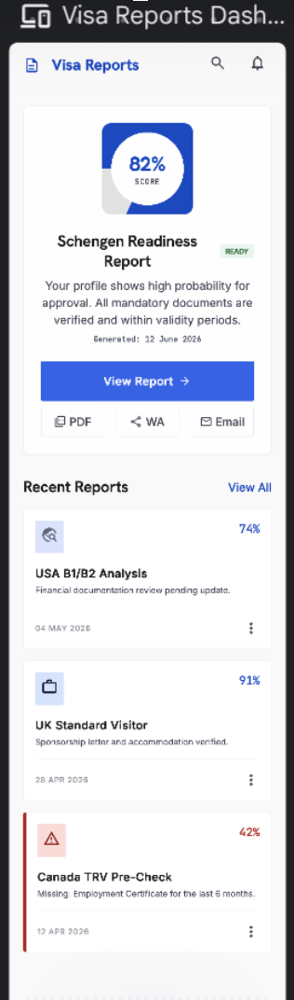 Visa Reports Dash...
Visa Reports
82%
SCORE
Schengen Readiness
Report
READY
Your profile shows high probability for
approval. All mandatory documents are
verified and within validity periods.
Generated: 12 June 2026
View Report →
PDF
WA
Email
Recent Reports
View All
74%
USA B1/B2 Analysis
Financial documentation review pending update.
04 MAY 2026
91%
UK Standard Visitor
Sponsorship letter and accommodation verified.
28 APR 2026
42%
Canada TRV Pre-Check
Missing: Employment Certificate for the last 6 months.
12 APR 2026